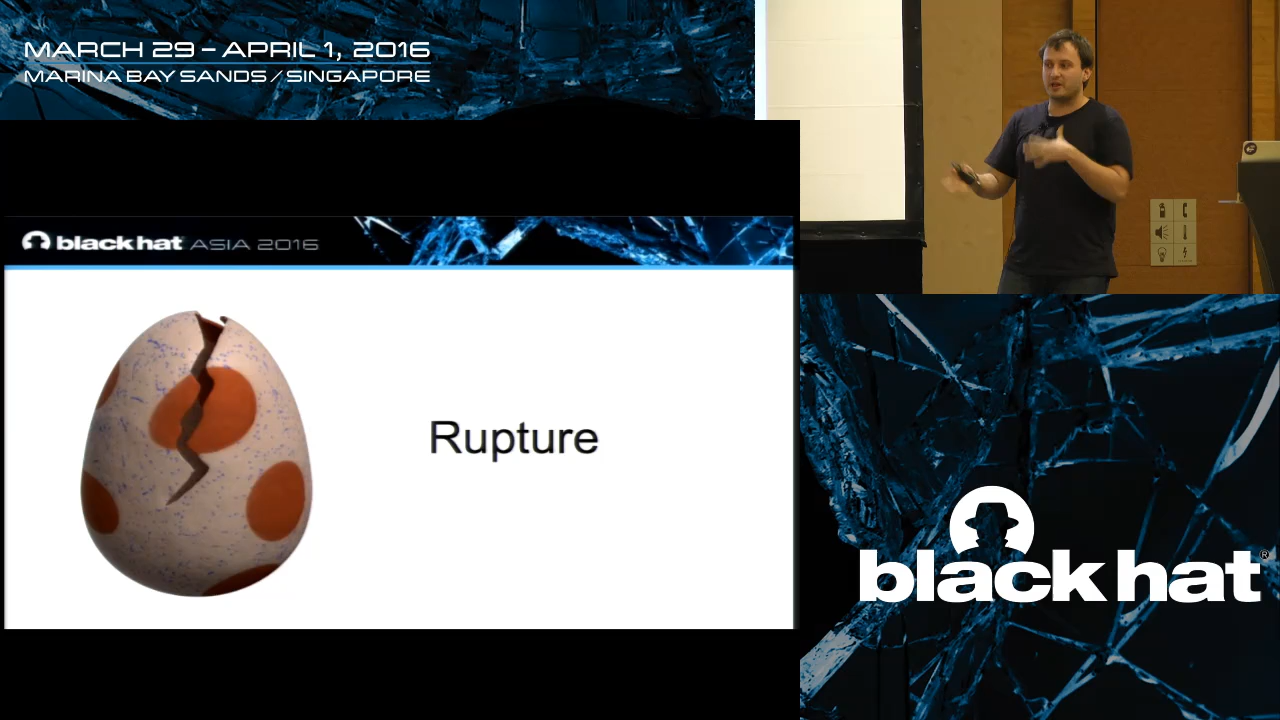 MARCH 29 – APRIL 1, 2016
MARINA BAY SANDS / SINGAPORE
black hat ASIA 2016
Rupture
black hat®